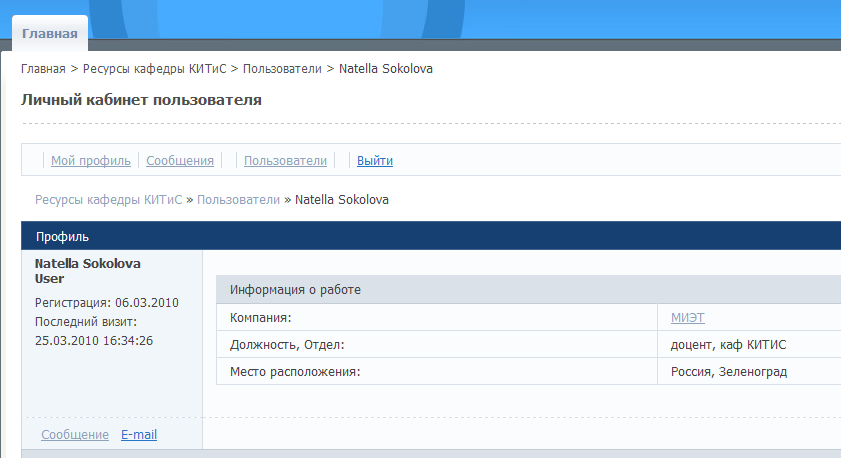 Главная
Главная > Ресурсы кафедры КИТиС > Пользователи > Natella Sokolova
Личный кабинет пользователя
Мой профиль Сообщения Пользователи Выйти
Ресурсы кафедры КИТиС » Пользователи » Natella Sokolova
Профиль
Natella Sokolova
User
Регистрация: 06.03.2010
Последний визит:
25.03.2010 16:34:26
Информация о работе
Компания: МИЭТ
Должность, Отдел: доцент, каф КИТИС
Место расположения: Россия, Зеленоград
Сообщение E-mail